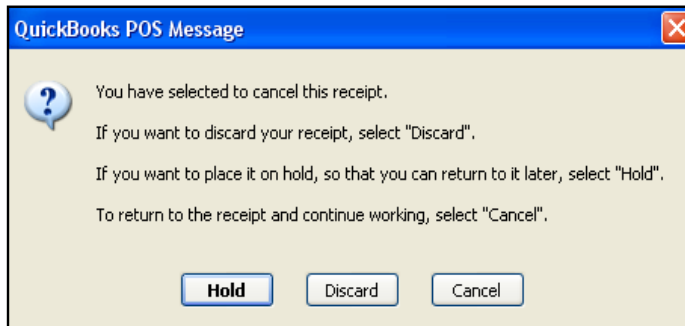 QuickBooks POS Message
You have selected to cancel this receipt.
If you want to discard your receipt, select "Discard".
If you want to place it on hold, so that you can return to it later, select "Hold".
To return to the receipt and continue working, select "Cancel".
Hold Discard Cancel